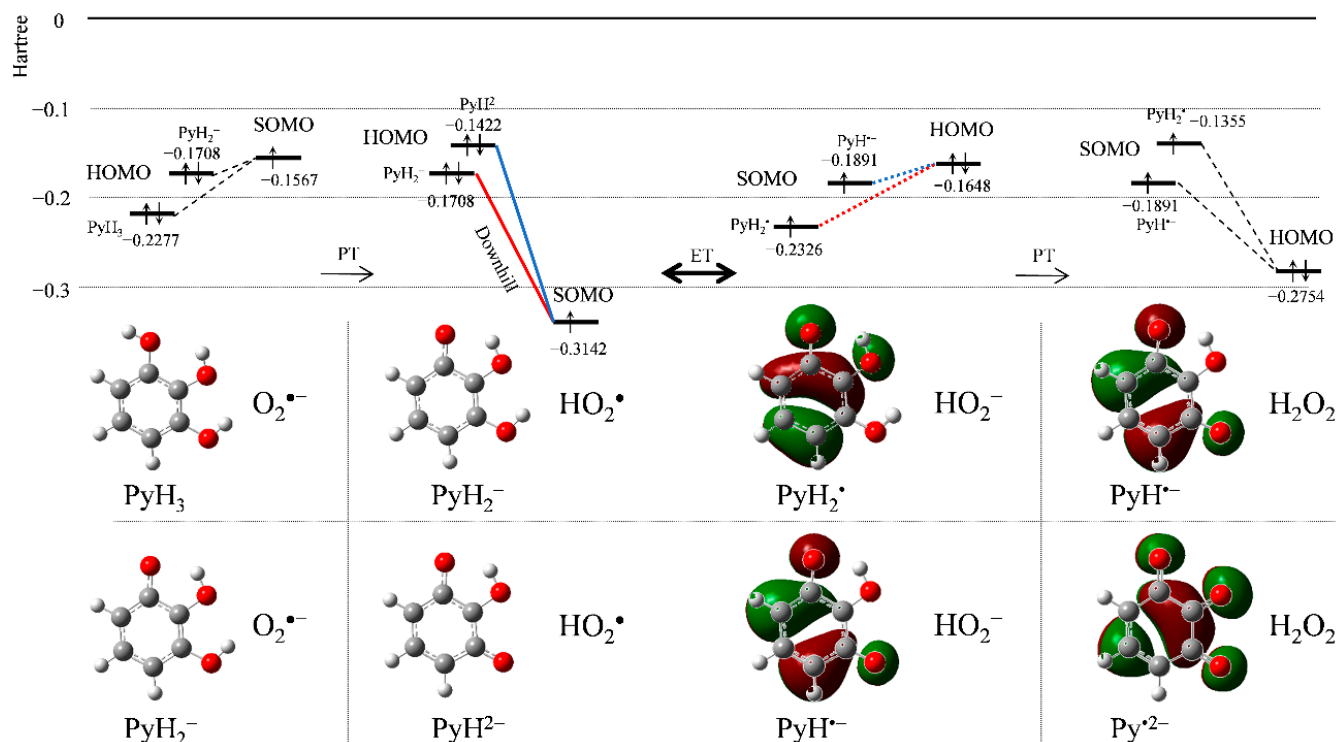 Hartree
0
−0.1
−0.2
−0.3
PyH₂⁻
−0.1708
HOMO
PyH₃
−0.2277
SOMO
−0.1567
PT
PyH²
−0.1422
HOMO
PyH₂⁻
−0.1708
Downhill
SOMO
−0.3142
ET
PyH•⁻
−0.1891
SOMO
PyH₂•
−0.2326
HOMO
−0.1648
PT
PyH₂•
−0.1355
SOMO
−0.1891
PyH•⁻
HOMO
−0.2754
O₂•⁻
HO₂•
HO₂⁻
H₂O₂
PyH₃
PyH₂⁻
PyH₂•
PyH•⁻
O₂•⁻
HO₂•
HO₂⁻
H₂O₂
PyH₂⁻
PyH²⁻
PyH•⁻
Py•²⁻